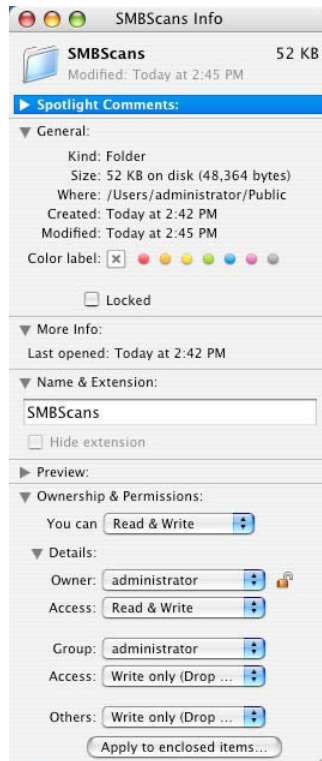 SMBScans Info
SMBScans 52 KB
Modified: Today at 2:45 PM
Spotlight Comments:
General:
Kind: Folder
Size: 52 KB on disk (48,364 bytes)
Where: /Users/administrator/Public
Created: Today at 2:42 PM
Modified: Today at 2:45 PM
Color label:
Locked
More Info:
Last opened: Today at 2:42 PM
Name & Extension:
SMBScans
Hide extension
Preview:
Ownership & Permissions:
You can Read & Write
Details:
Owner: administrator
Access: Read & Write
Group: administrator
Access: Write only (Drop ...
Others: Write only (Drop ...
Apply to enclosed items...